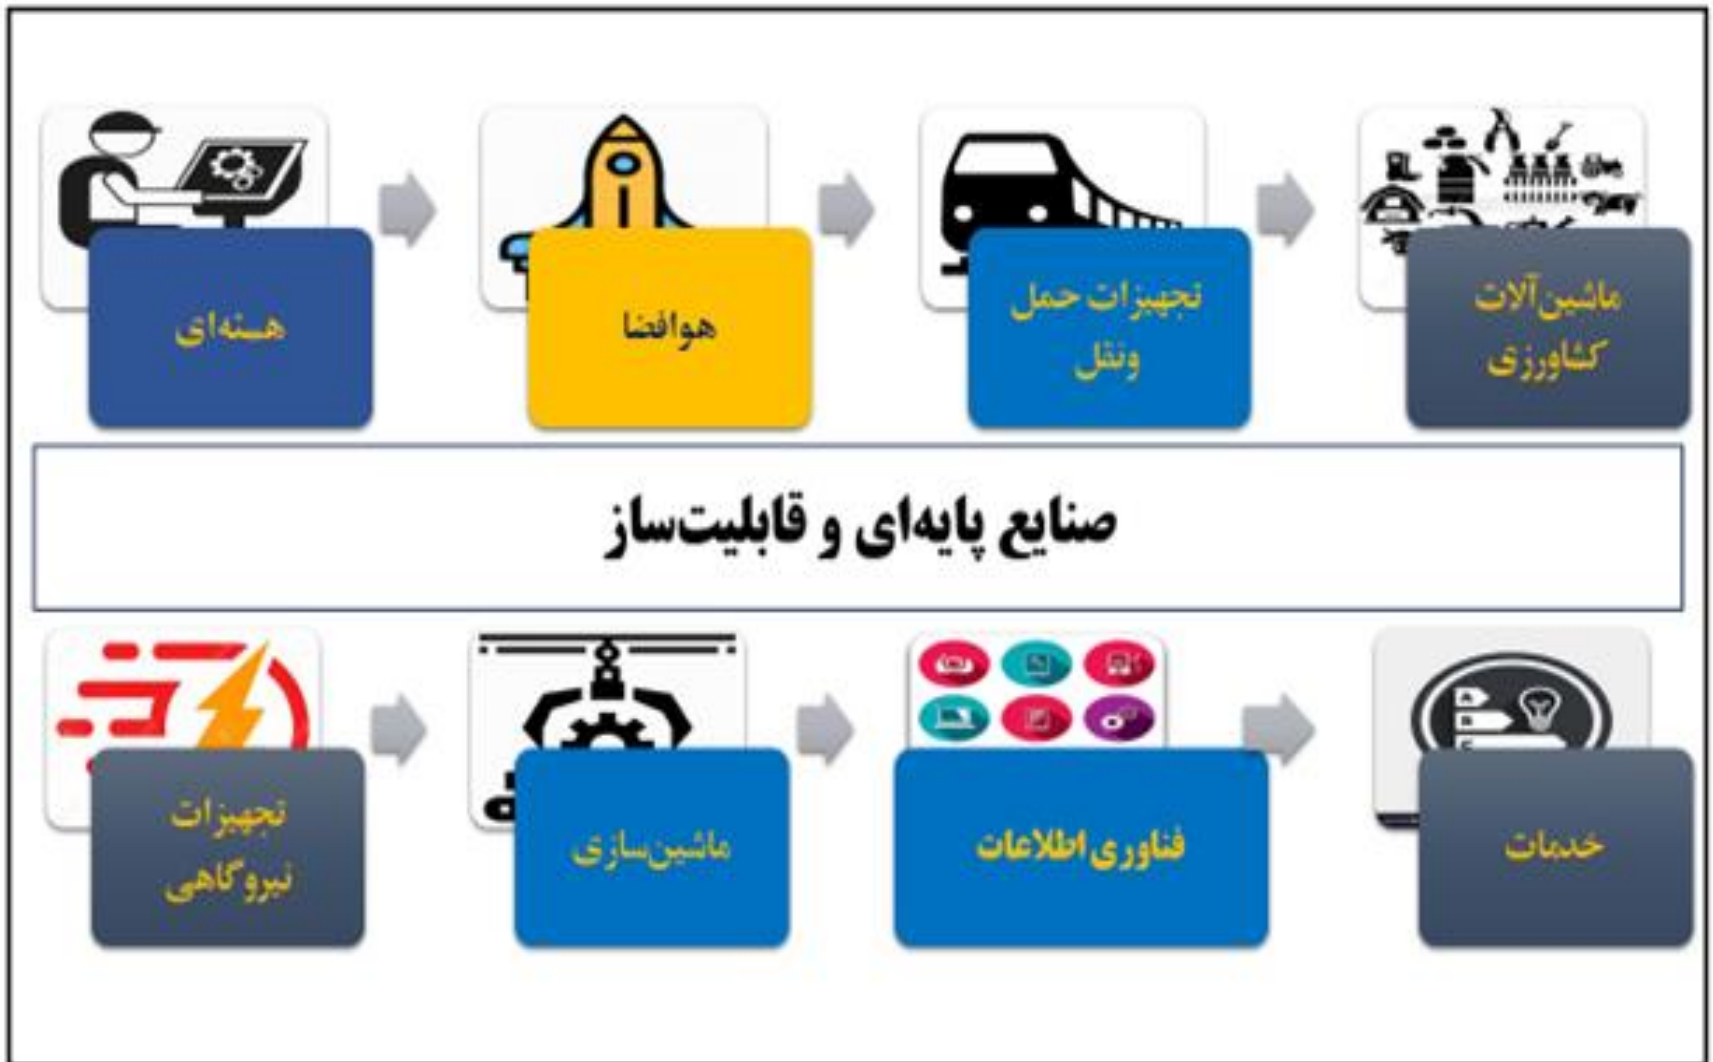 هسته‌ای
هوافضا
تجهیزات حمل
ونقل
ماشین‌آلات
کشاورزی
صنایع پایه‌ای و قابلیت‌ساز
تجهیزات
نیروگاهی
ماشین‌سازی
فناوری اطلاعات
خدمات